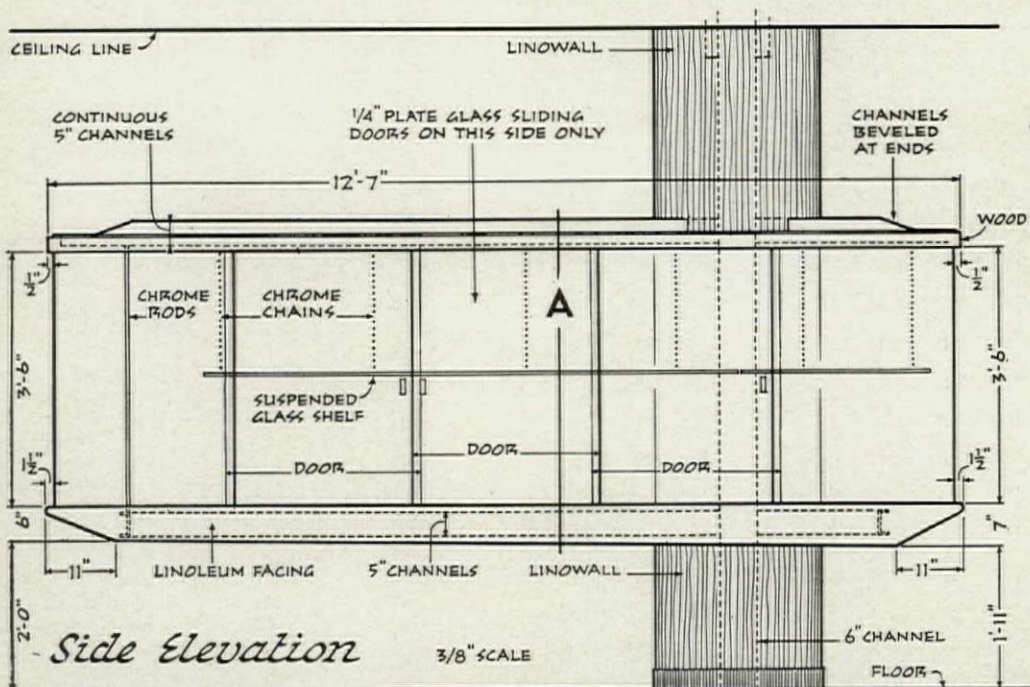 CEILING LINE
LINOWALL
CONTINUOUS
5" CHANNELS
1/4" PLATE GLASS SLIDING
DOORS ON THIS SIDE ONLY
CHANNELS
BEVELED
AT ENDS
12'-7"
WOOD
1/2"
1/2"
CHROME
RODS
CHROME
CHAINS
A
3'-6"
3'-6"
SUSPENDED
GLASS SHELF
DOOR
DOOR
DOOR
1 1/2"
1 1/2"
6"
7"
11"
LINOLEUM FACING
5" CHANNELS
LINOWALL
11"
2'-0"
1'-11"
Side Elevation
3/8" SCALE
6" CHANNEL
FLOOR